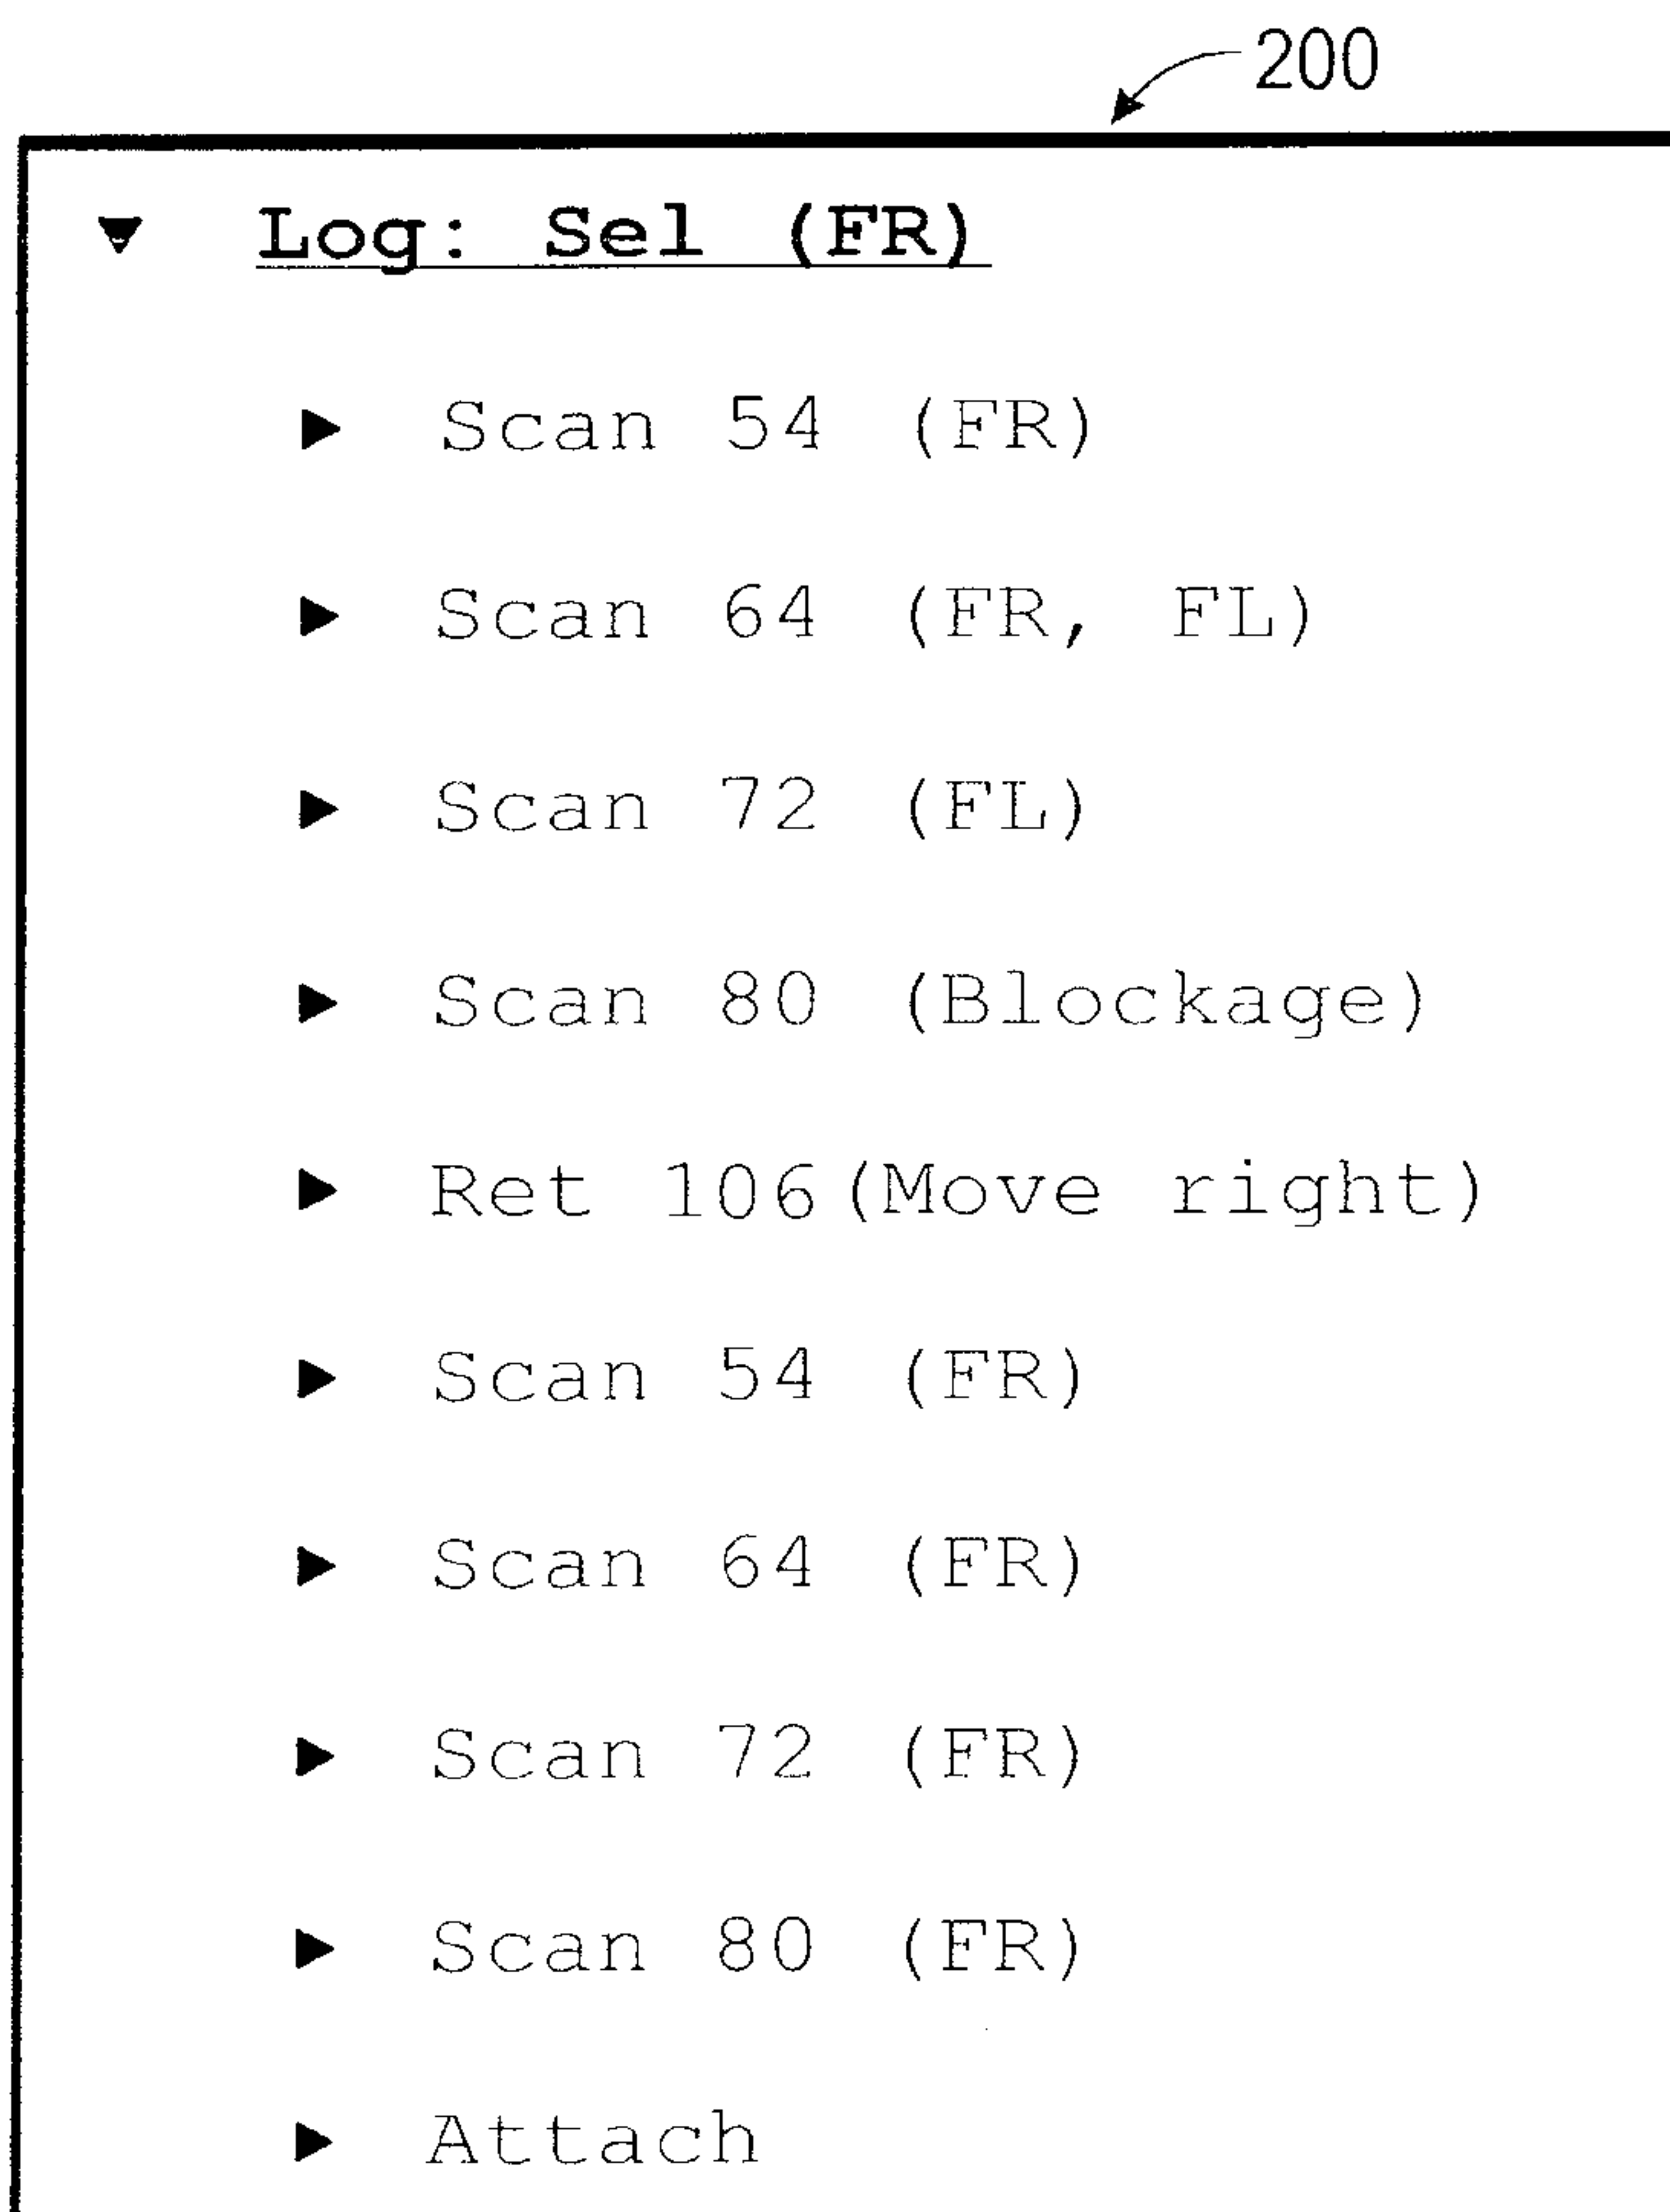 200
Log: Sel (FR)
Scan 54 (FR)
Scan 64 (FR, FL)
Scan 72 (FL)
Scan 80 (Blockage)
Ret 106(Move right)
Scan 54 (FR)
Scan 64 (FR)
Scan 72 (FR)
Scan 80 (FR)
Attach